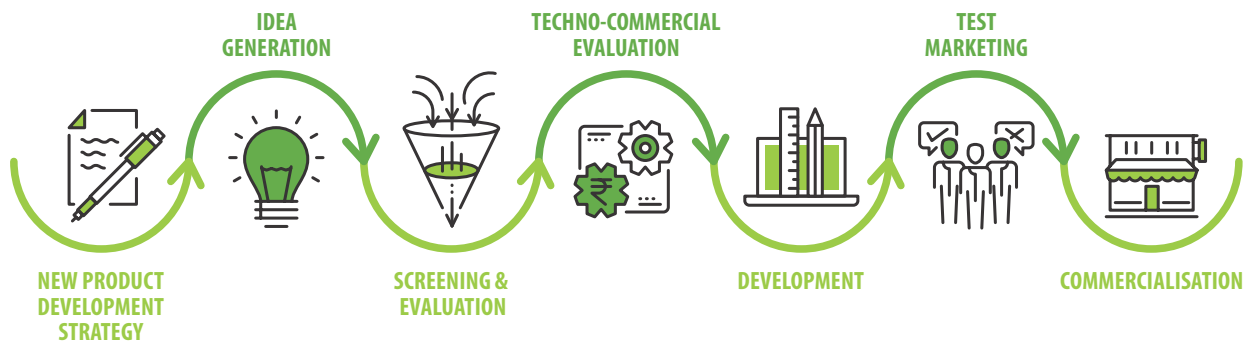 NEW PRODUCT
DEVELOPMENT
STRATEGY
IDEA
GENERATION
SCREENING &
EVALUATION
TECHNO-COMMERCIAL
EVALUATION
₹
DEVELOPMENT
TEST
MARKETING
COMMERCIALISATION